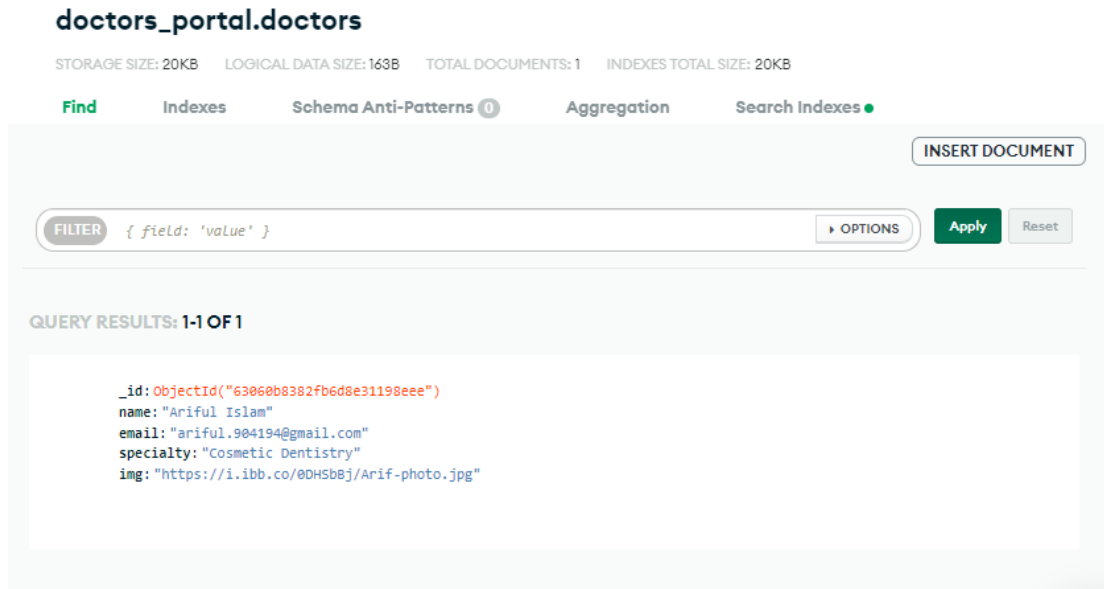 doctors_portal.doctors
STORAGE SIZE: 20KB LOGICAL DATA SIZE: 163B TOTAL DOCUMENTS: 1 INDEXES TOTAL SIZE: 20KB
Find Indexes Schema Anti-Patterns 0 Aggregation Search Indexes
INSERT DOCUMENT
FILTER { field: 'value' } OPTIONS Apply Reset
QUERY RESULTS: 1-1 OF 1
_id: ObjectId("63060b8382fb6d8e31198eee")
name: "Ariful Islam"
email: "ariful.904194@gmail.com"
specialty: "Cosmetic Dentistry"
img: "https://i.ibb.co/0DHSbBj/Arif-photo.jpg"